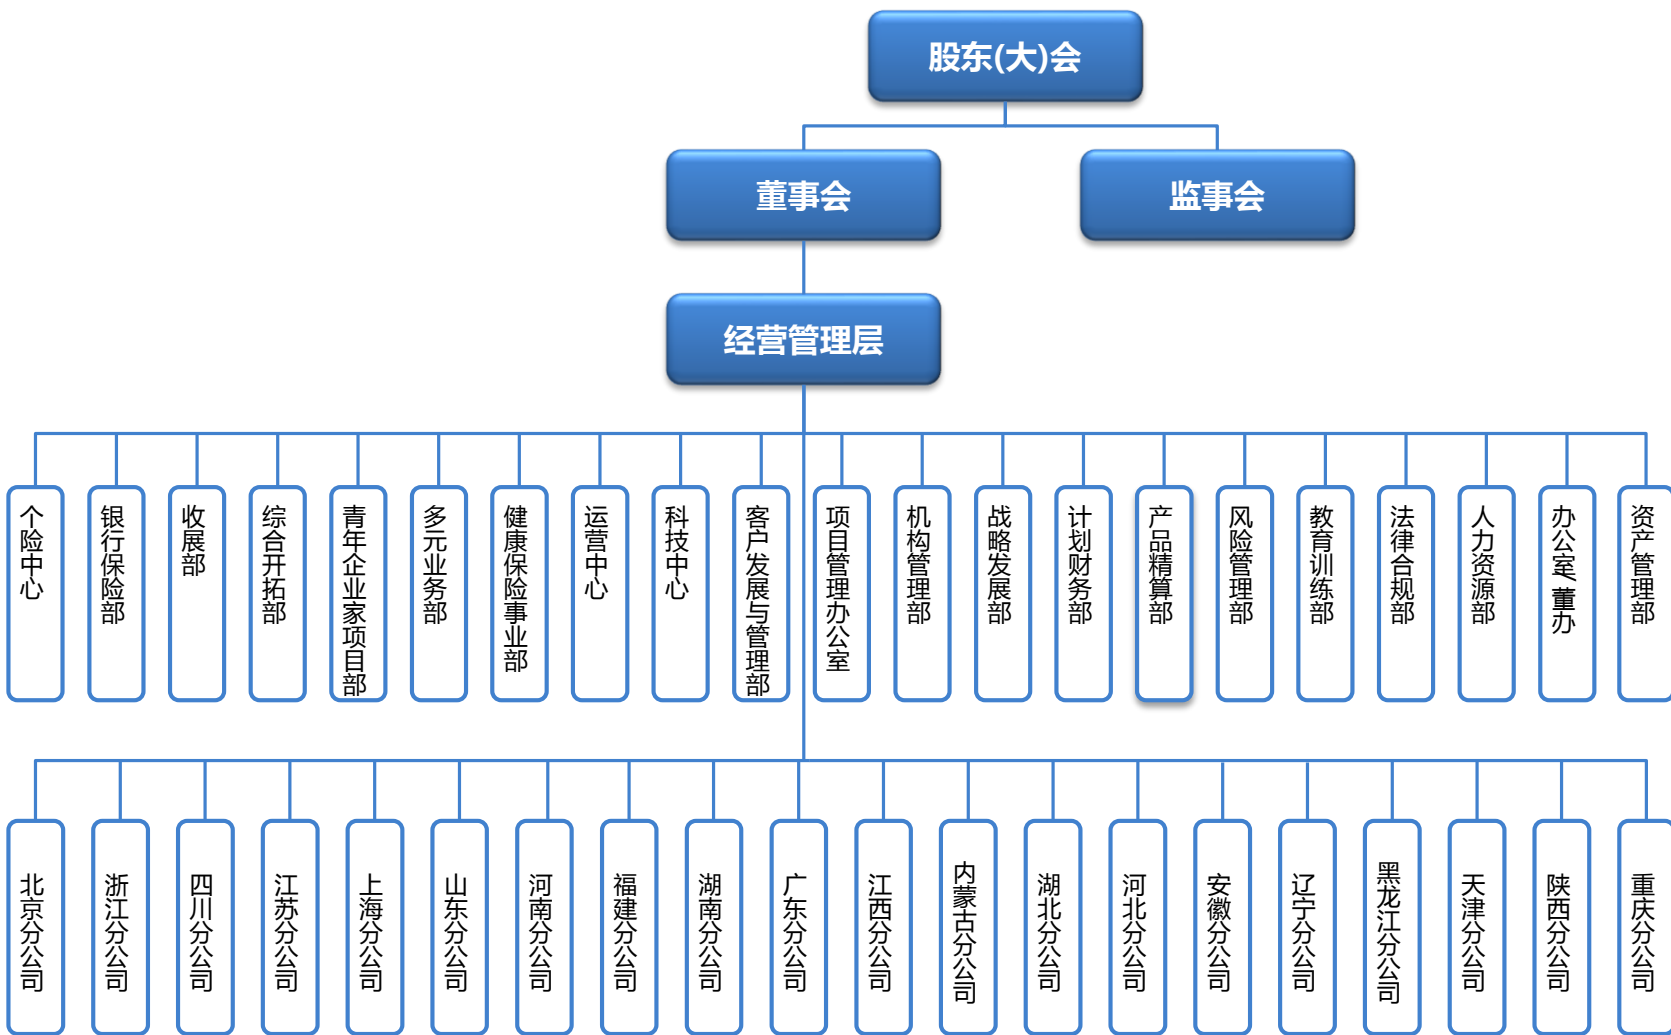 股东(大)会
董事会
监事会
经营管理层
个险中心
银行保险部
收展部
综合开拓部
青年企业家项目部
多元业务部
健康保险事业部
运营中心
科技中心
客户发展与管理部
项目管理办公室
机构管理部
战略发展部
计划财务部
产品精算部
风险管理部
教育训练部
法律合规部
人力资源部
办公室/董办
资产管理部
北京分公司
浙江分公司
四川分公司
江苏分公司
上海分公司
山东分公司
河南分公司
福建分公司
湖南分公司
广东分公司
江西分公司
内蒙古分公司
湖北分公司
河北分公司
安徽分公司
辽宁分公司
黑龙江分公司
天津分公司
陕西分公司
重庆分公司